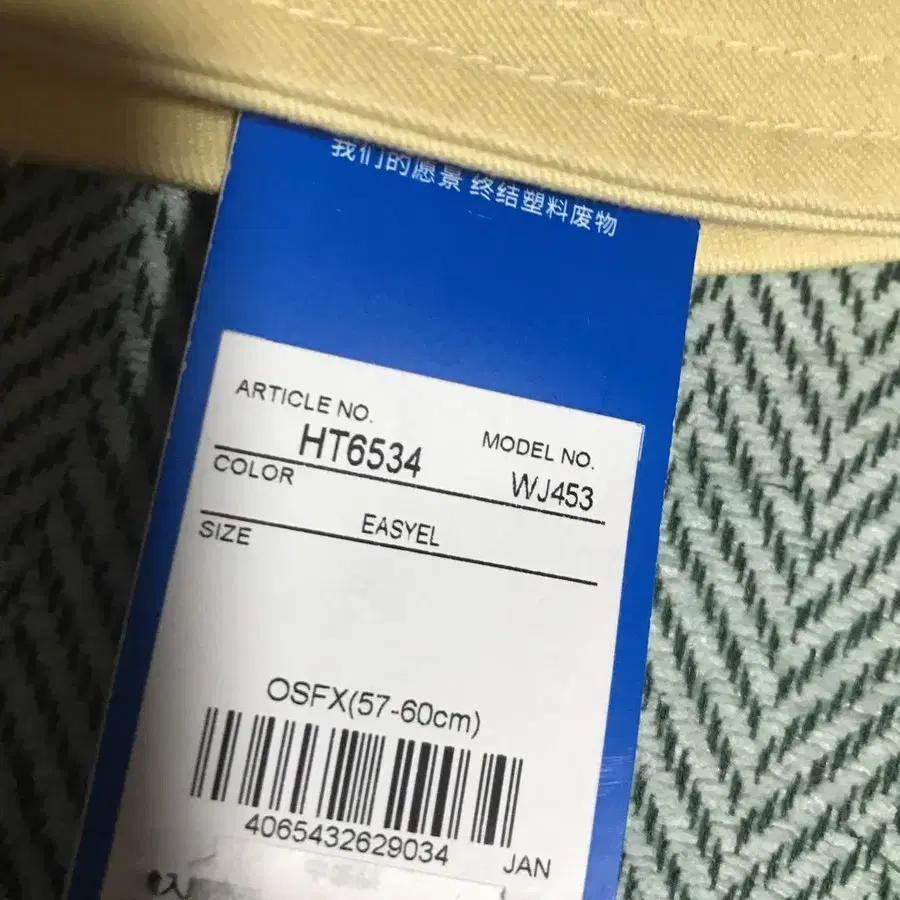 我们的愿景 终结塑料废物
ARTICLE NO.
HT6534
MODEL NO.
WJ453
COLOR
EASYEL
SIZE
OSFX(57-60cm)
4065432629034
JAN